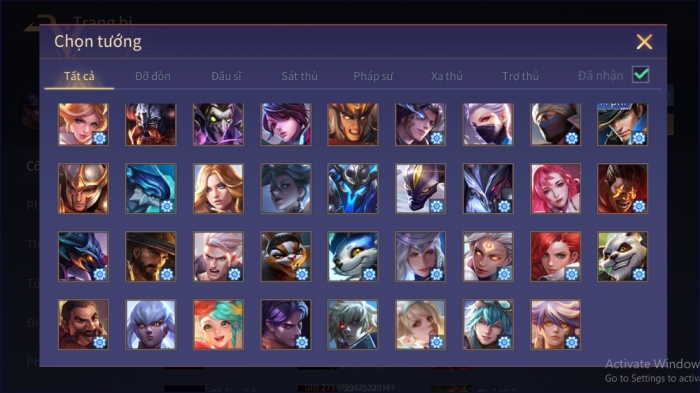 Trang bị
Chọn tướng
Tất cả Đỡ đòn Đấu sĩ Sát thủ Pháp sư Xạ thủ Trợ thủ Đã nhận
Activate Window
Go to Settings to activa